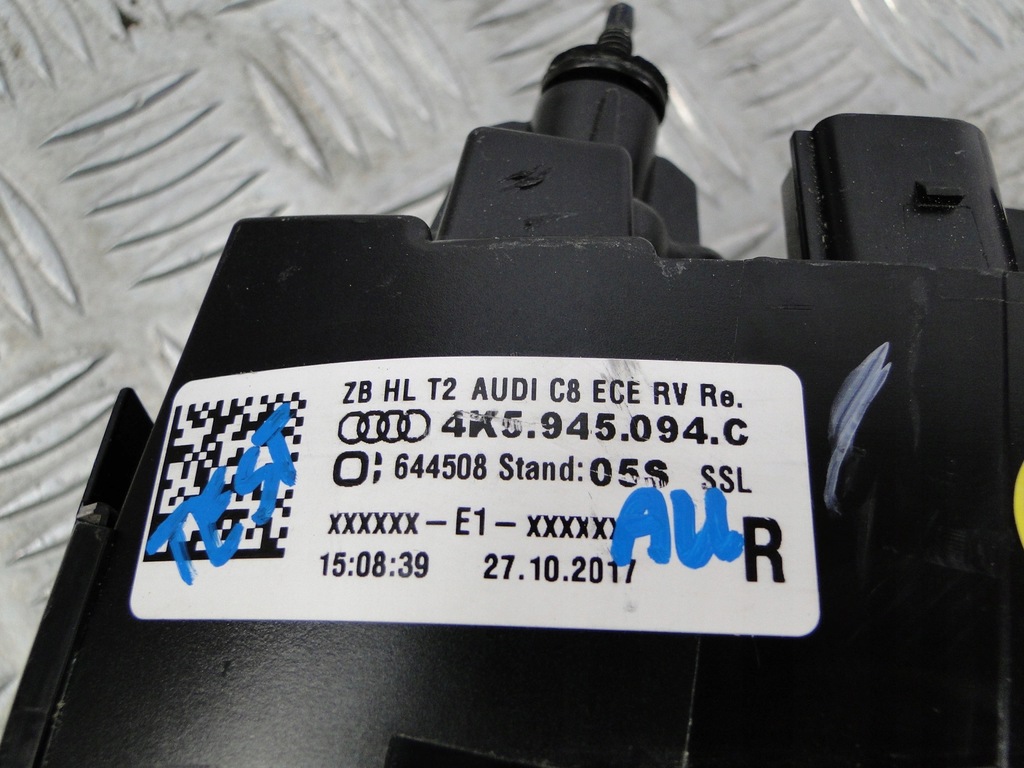 ZB HL T2 AUDI C8 ECE RV Re.
4K5.945.094.C
O; 644508 Stand: 05S SSL
xxxxxx - E1 - xxxxxx
AU R
15:08:39 27.10.2017